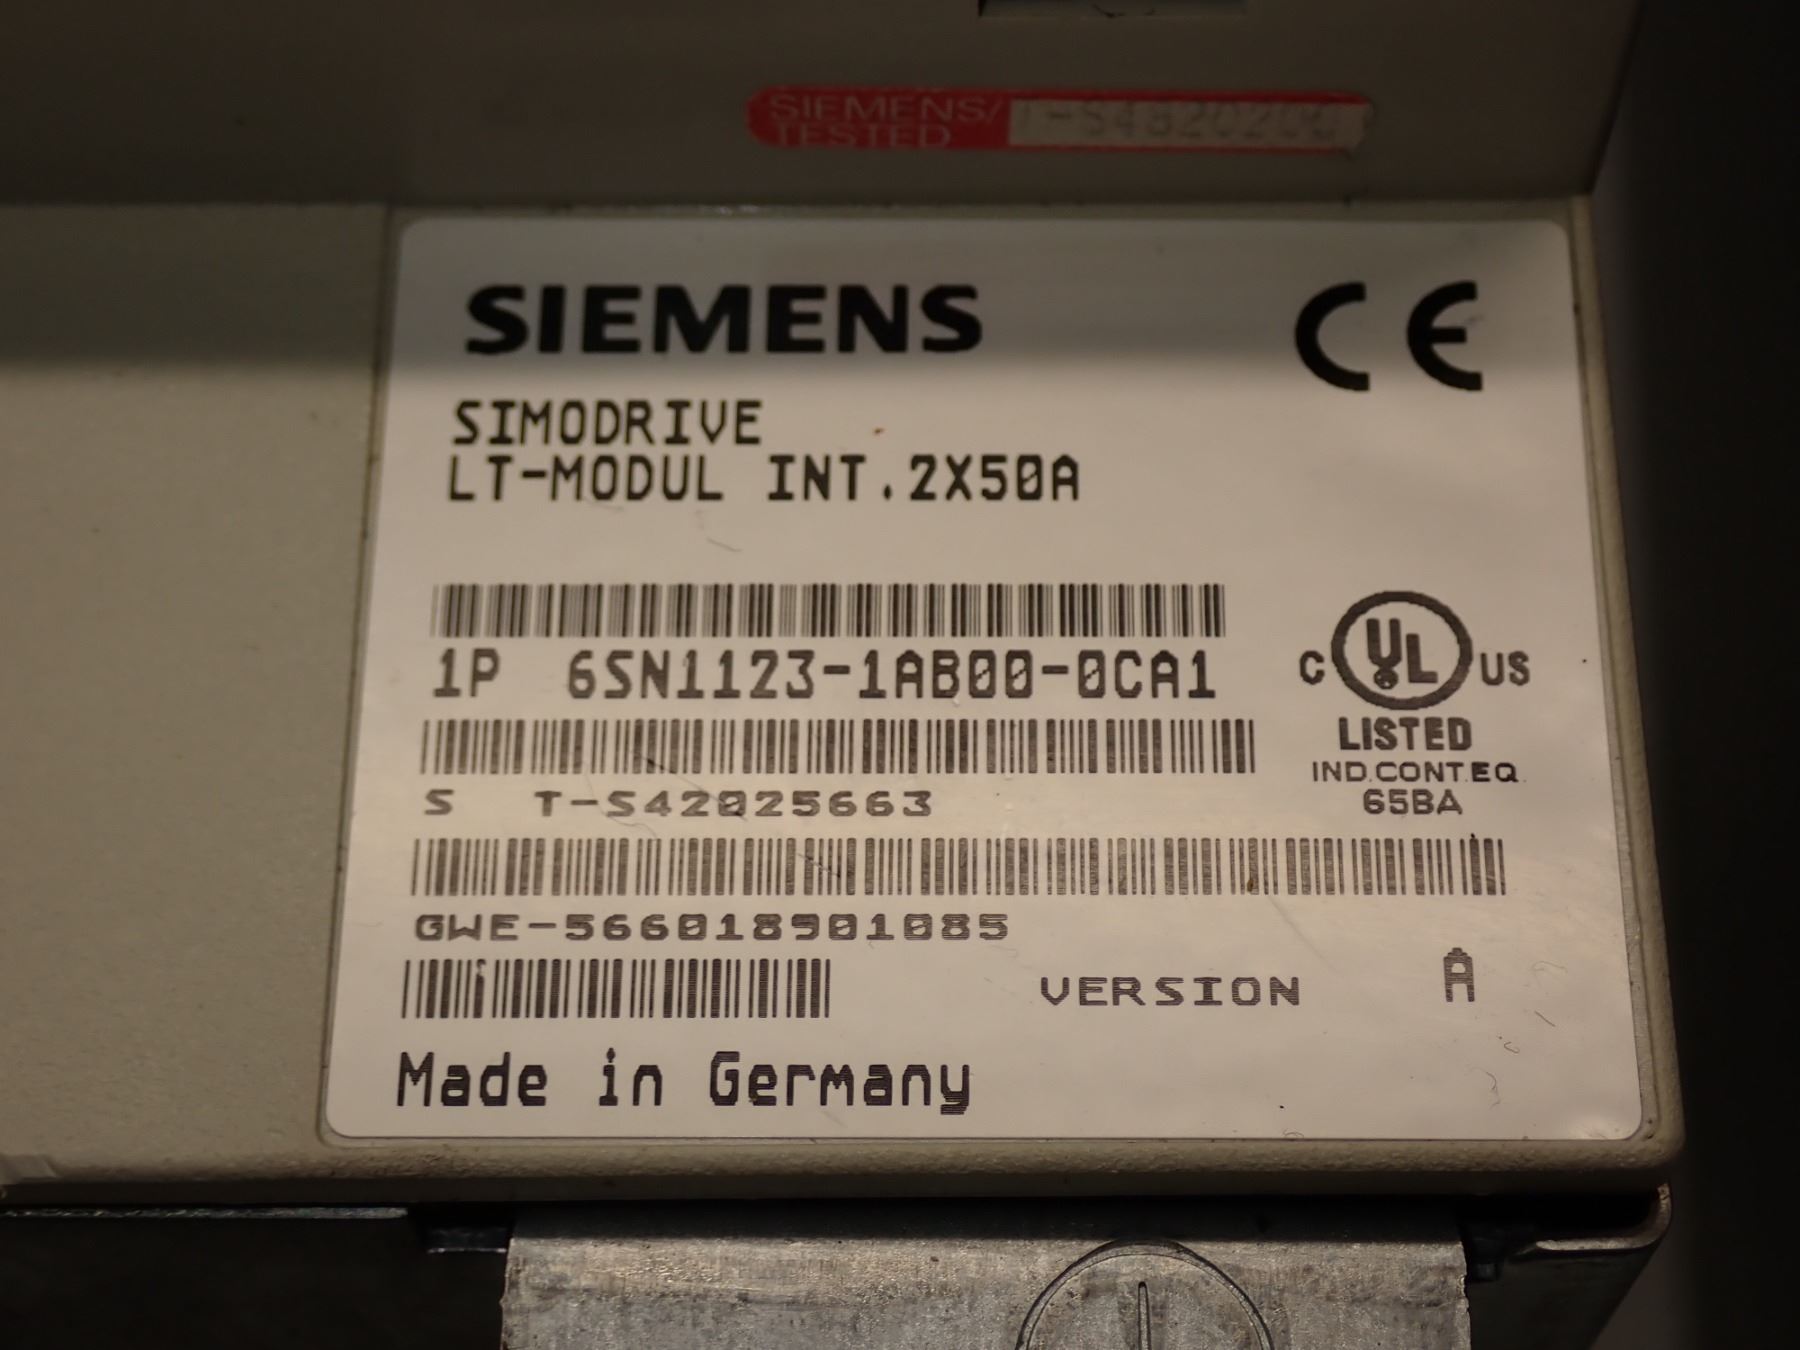 SIEMENS/
TESTED
SIEMENS
CE
SIMODRIVE
LT-MODUL INT.2X50A
1P 6SN1123-1AB00-0CA1
C UL US
LISTED
IND.CONT.EQ.
65BA
S T-S42025663
GWE-566018901085
VERSION A
Made in Germany